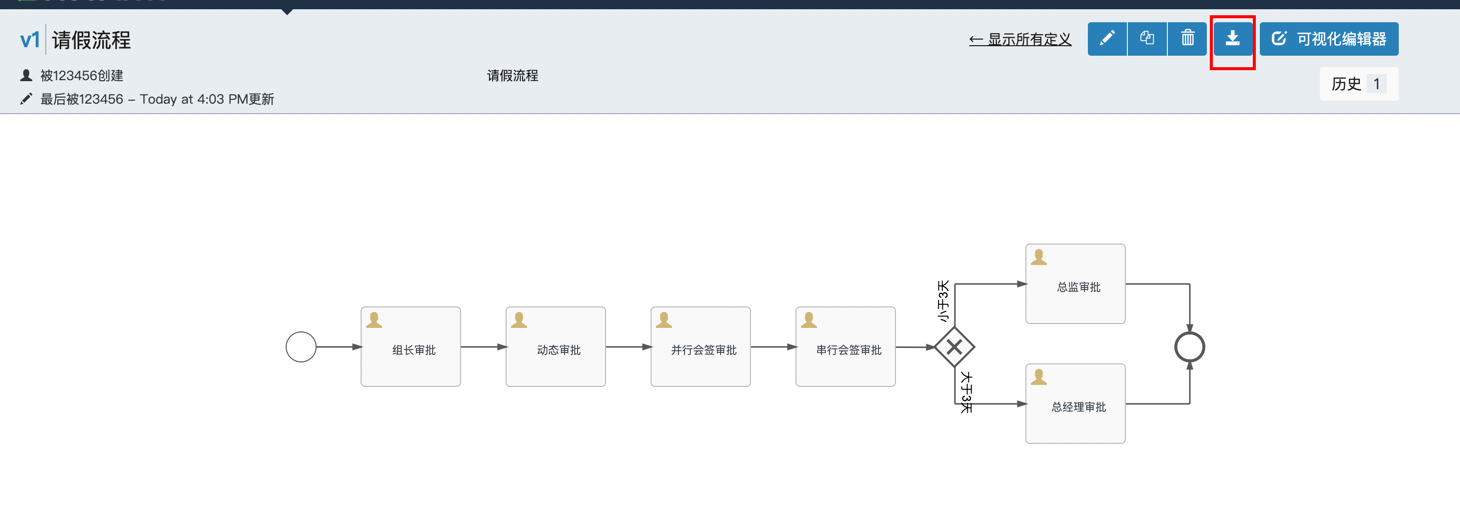 v1 请假流程
← 显示所有定义
可视化编辑器
被123456创建
请假流程
历史 1
最后被123456 – Today at 4:03 PM更新
组长审批
动态审批
并行会签审批
串行会签审批
小于3天
大于3天
总监审批
总经理审批